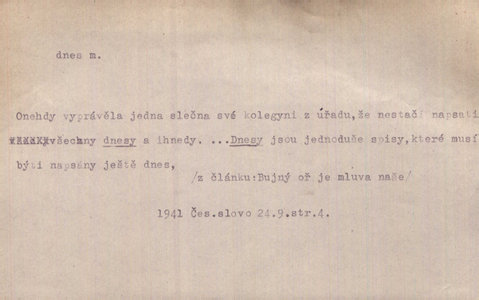 dnes m.
Onehdy vyprávěla jedna slečna své kolegyni z úřadu,že nestačí napsati
všechny dnesy a ihnedy. ...Dnesy jsou jednoduše spisy,které musí
býti napsány ještě dnes,
/z článku:Bujný oř je mluva naše/
1941 Čes.slovo 24.9.str.4.